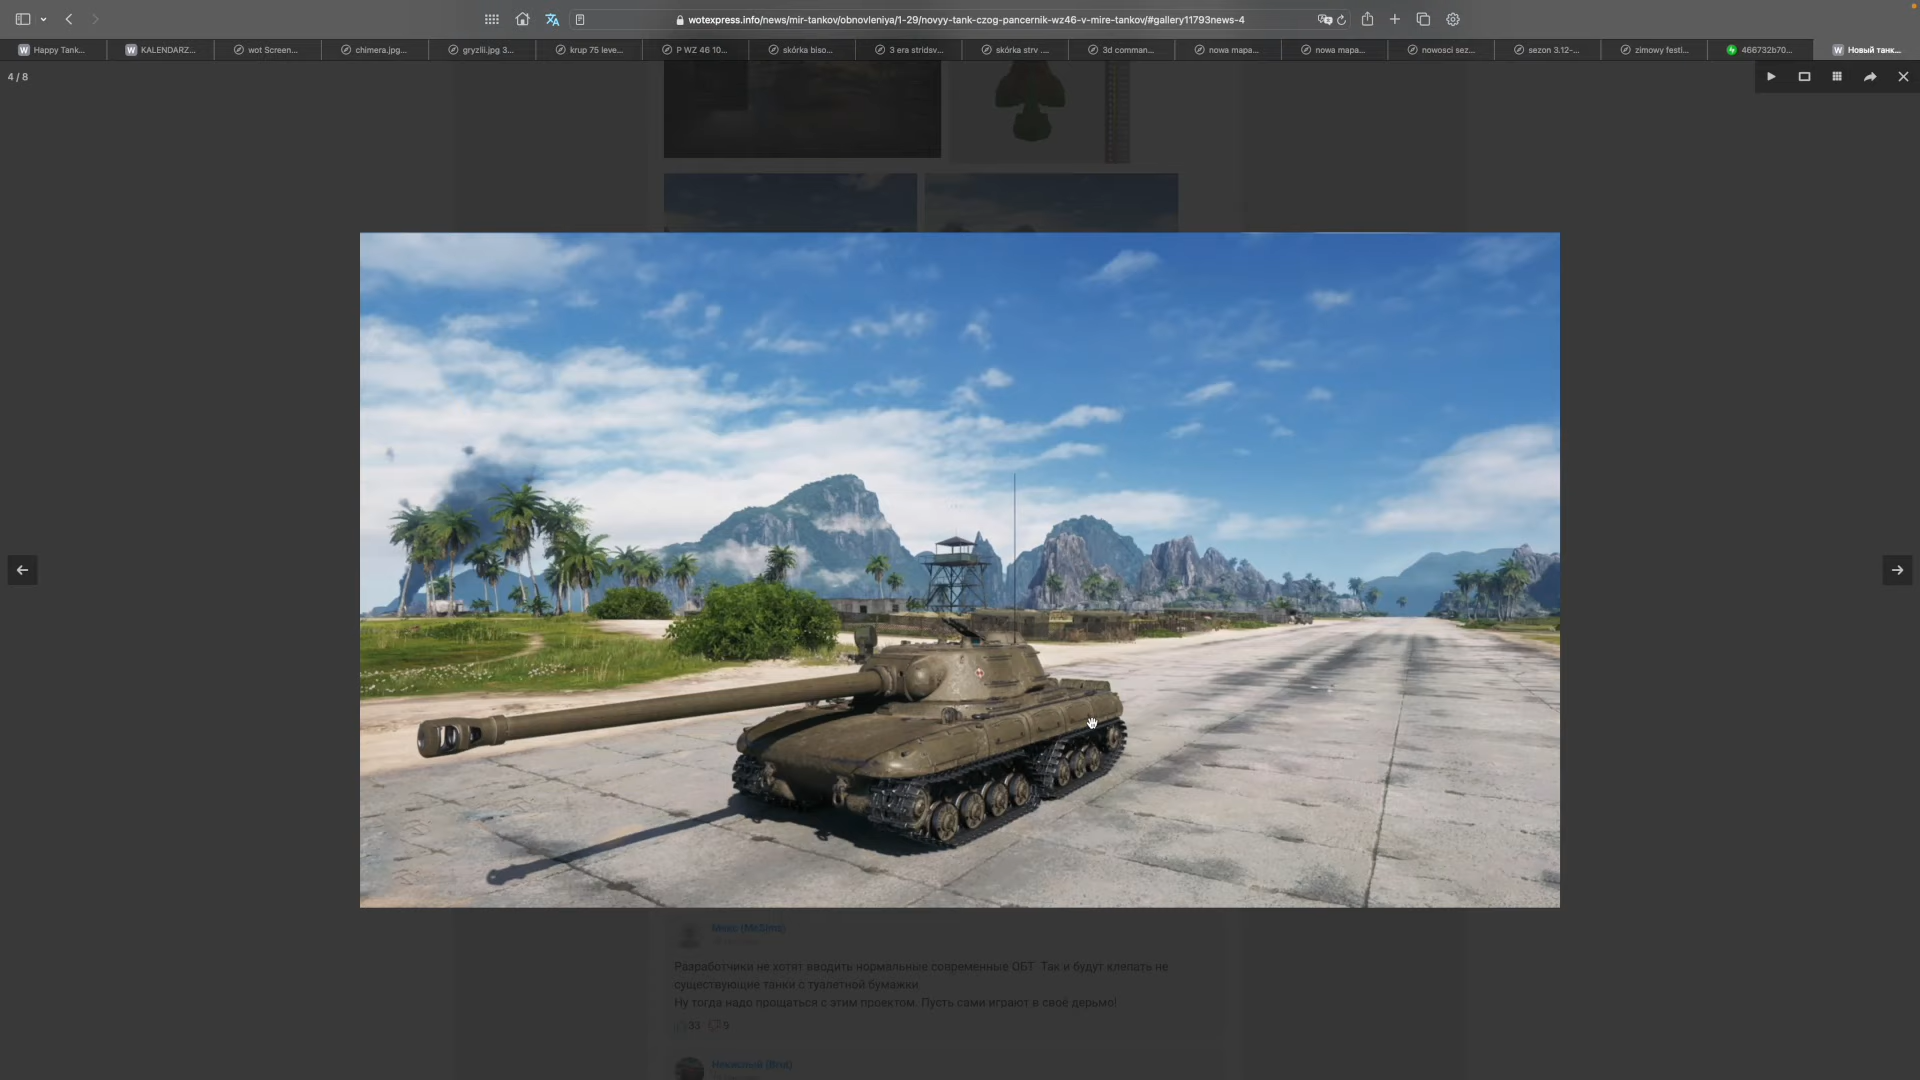 wotexpress.info/news/mir-tankov/obnovleniya/1-29/novyy-tank-czog-pancernik-wz46-v-mire-tankov/#gallery11793news-4
Happy Tank...
KALENDARZ...
wot Screen...
chimera.jpg...
gryzlii.jpg 3...
krup 75 leve...
P WZ 46 10...
skórka biso...
3 era stridsv...
skórka strv ....
3d comman...
nowa mapa...
nowa mapa...
nowosci sez...
sezon 3.12-...
zimowy festi...
466732b70...
Новый танк...
4 / 8
Разработчики не хотят вводить нормальные современные ОБТ. Так и будут клепать не
существующие танки с туалетной бумажки
Ну тогда надо прощаться с этим проектом. Пусть сами играют в своё дерьмо!
33 9